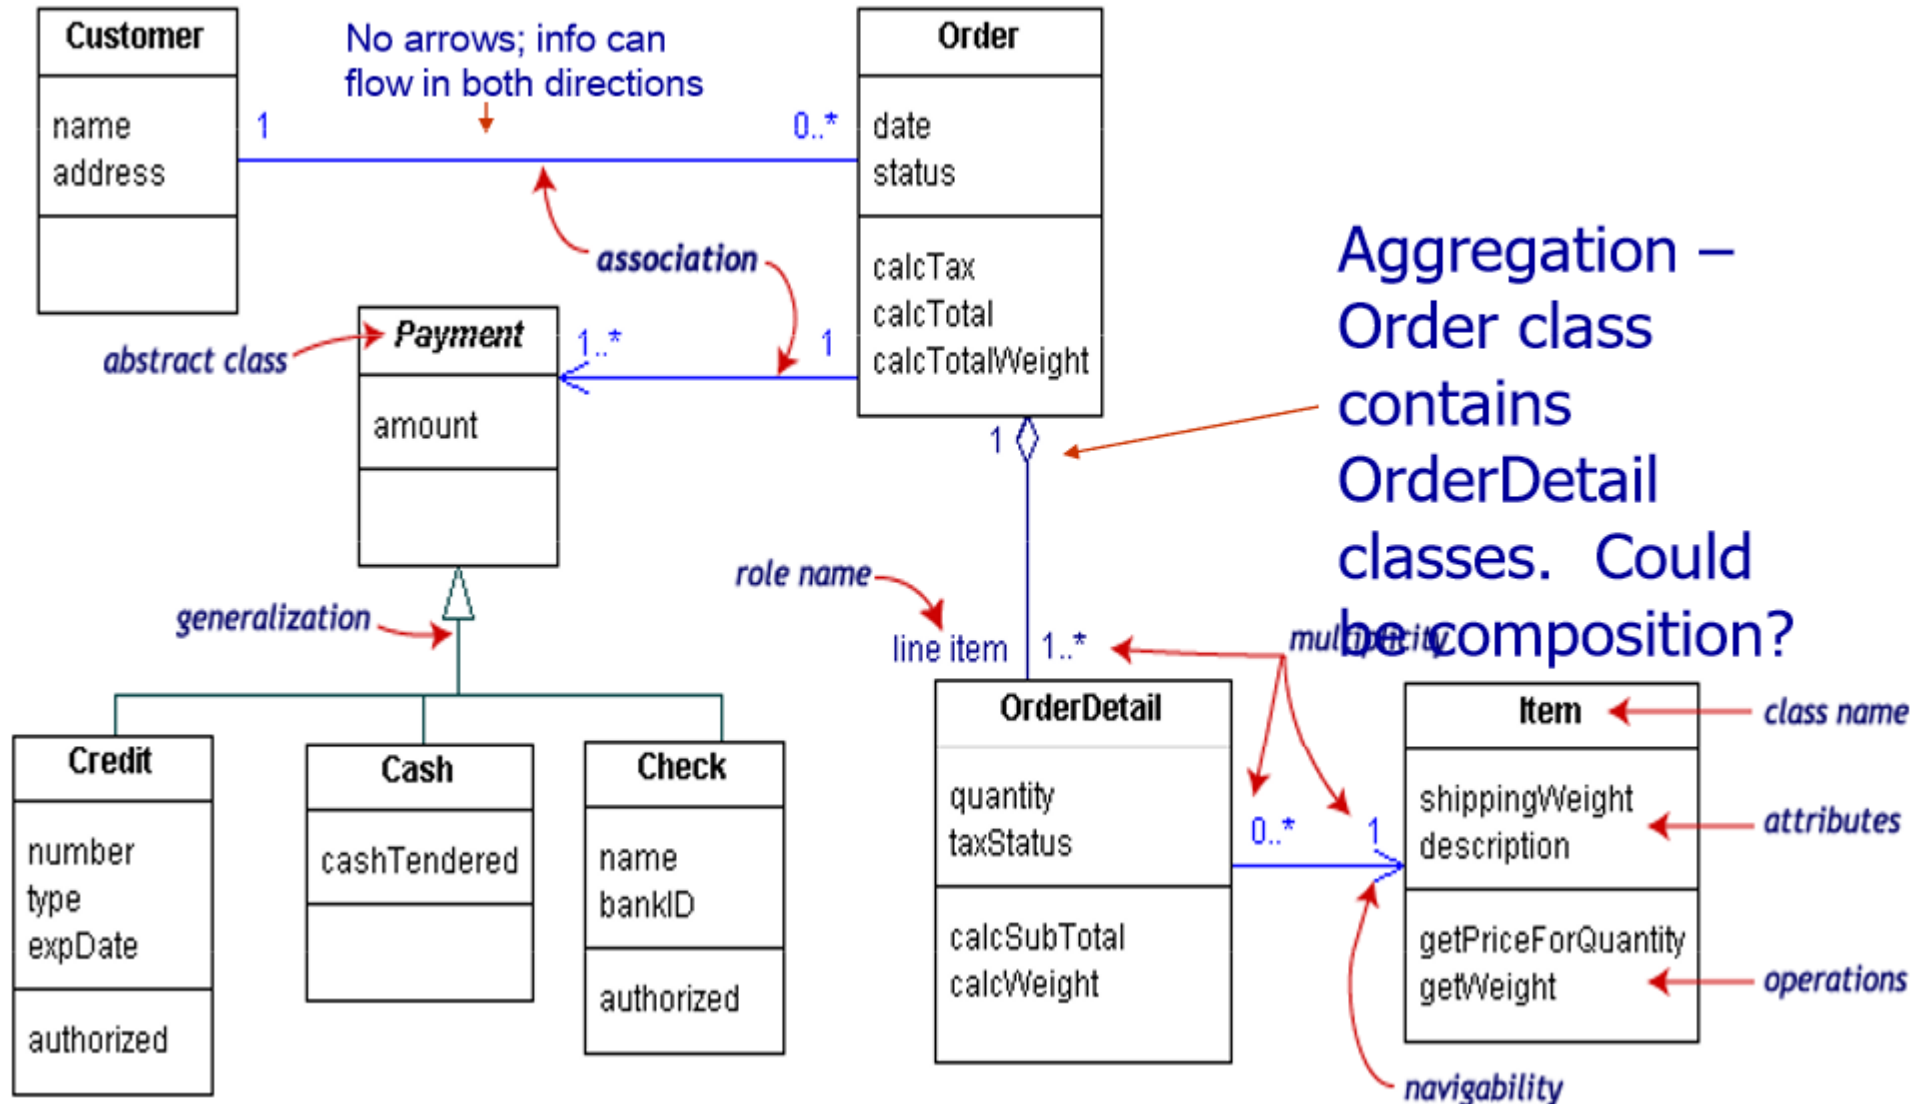 Customer
name
address
No arrows; info can
flow in both directions
1
0..*
Order
date
status
calcTax
calcTotal
calcTotalWeight
association
abstract class
Payment
amount
1..*
1
Aggregation –
Order class
contains
OrderDetail
classes. Could
be composition?
1
role name
line item
1..*
multiplicity
generalization
Credit
number
type
expDate
authorized
Cash
cashTendered
Check
name
bankID
authorized
OrderDetail
quantity
taxStatus
calcSubTotal
calcWeight
0..*
1
Item
shippingWeight
description
getPriceForQuantity
getWeight
class name
attributes
operations
navigability